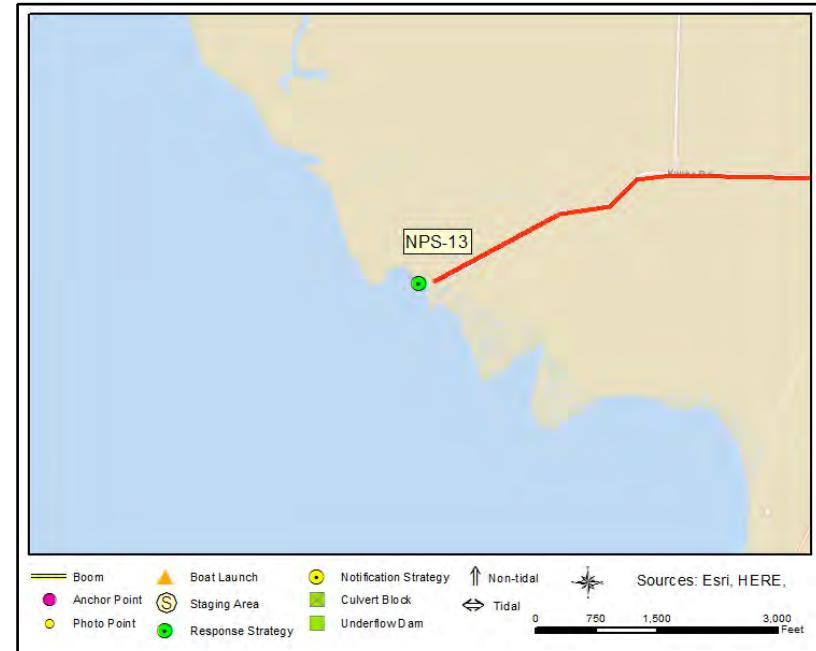 NPS-13
Boom
Anchor Point
Photo Point
Boat Launch
Staging Area
Response Strategy
Notification Strategy
Culvert Block
Underflow Dam
Non-tidal
Tidal
Sources: Esri, HERE,
0 750 1,500 3,000
Feet
S